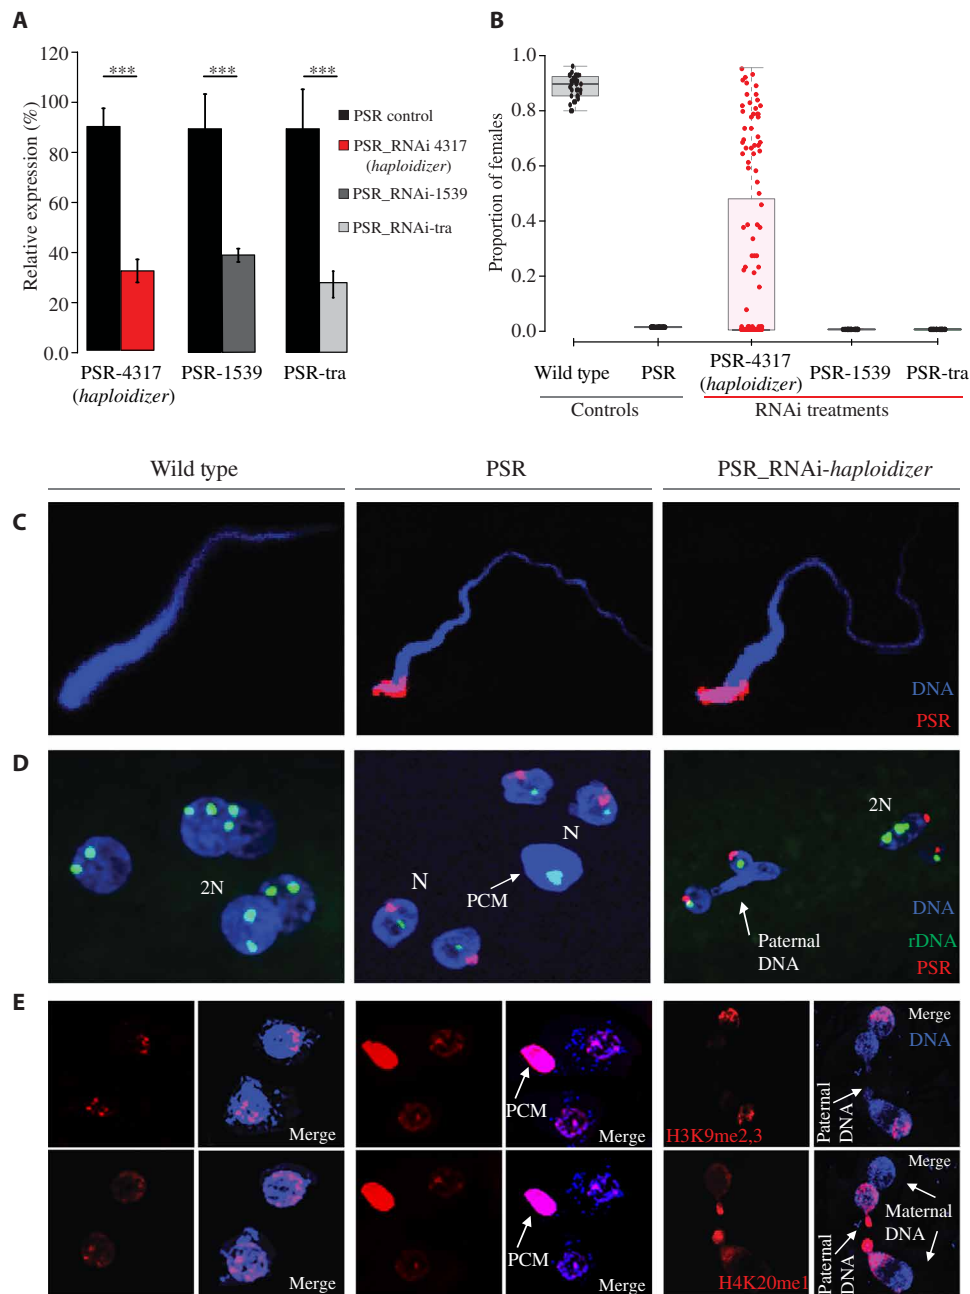 A
Relative expression (%)
120
100
80
60
40
20
0.0
***
***
***
PSR control
PSR_RNAi 4317
(haploidizer)
PSR_RNAi-1539
PSR_RNAi-tra
PSR-4317
(haploidizer)
PSR-1539
PSR-tra
B
Proportion of females
1.0
0.8
0.6
0.4
0.2
0.0
Wild type
PSR
PSR-4317
(haploidizer)
PSR-1539
PSR-tra
Controls
RNAi treatments
Wild type
PSR
PSR_RNAi-haploidizer
C
DNA
PSR
D
2N
N
N
PCM
2N
Paternal
DNA
DNA
rDNA
PSR
E
Merge
PCM
Merge
H3K9me2,3
Merge
DNA
Paternal
DNA
Merge
PCM
Merge
H4K20me1
Merge
Maternal
DNA
Paternal
DNA